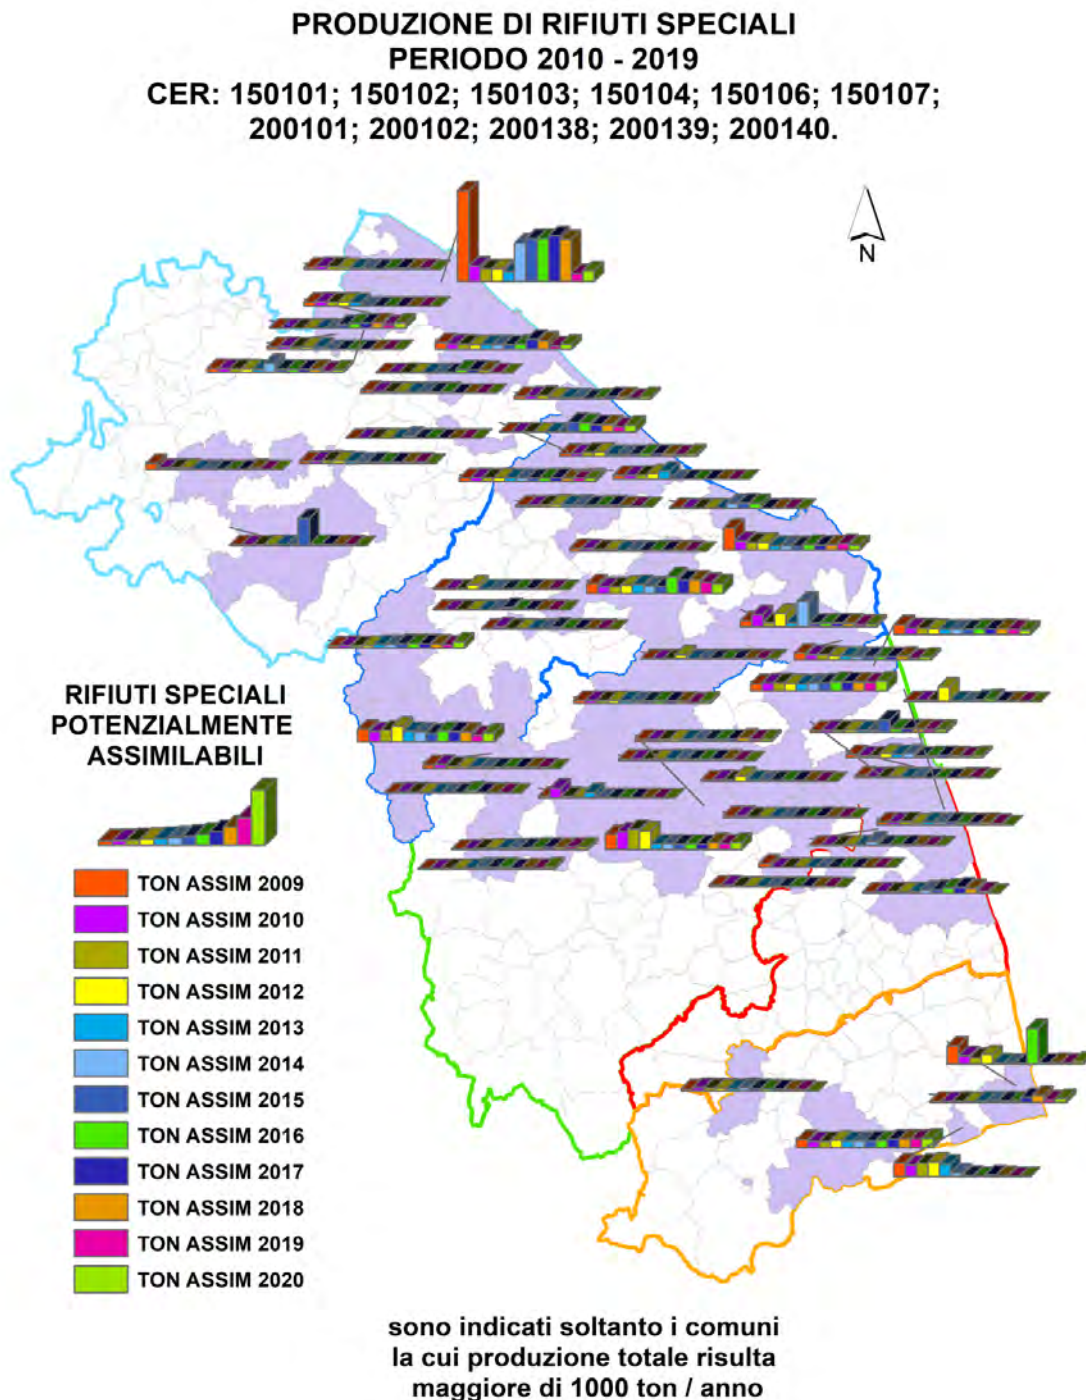 PRODUZIONE DI RIFIUTI SPECIALI
PERIODO 2010 - 2019
CER: 150101; 150102; 150103; 150104; 150106; 150107;
200101; 200102; 200138; 200139; 200140.
N
RIFIUTI SPECIALI
POTENZIALMENTE
ASSIMILABILI
TON ASSIM 2009
TON ASSIM 2010
TON ASSIM 2011
TON ASSIM 2012
TON ASSIM 2013
TON ASSIM 2014
TON ASSIM 2015
TON ASSIM 2016
TON ASSIM 2017
TON ASSIM 2018
TON ASSIM 2019
TON ASSIM 2020
sono indicati soltanto i comuni
la cui produzione totale risulta
maggiore di 1000 ton / anno